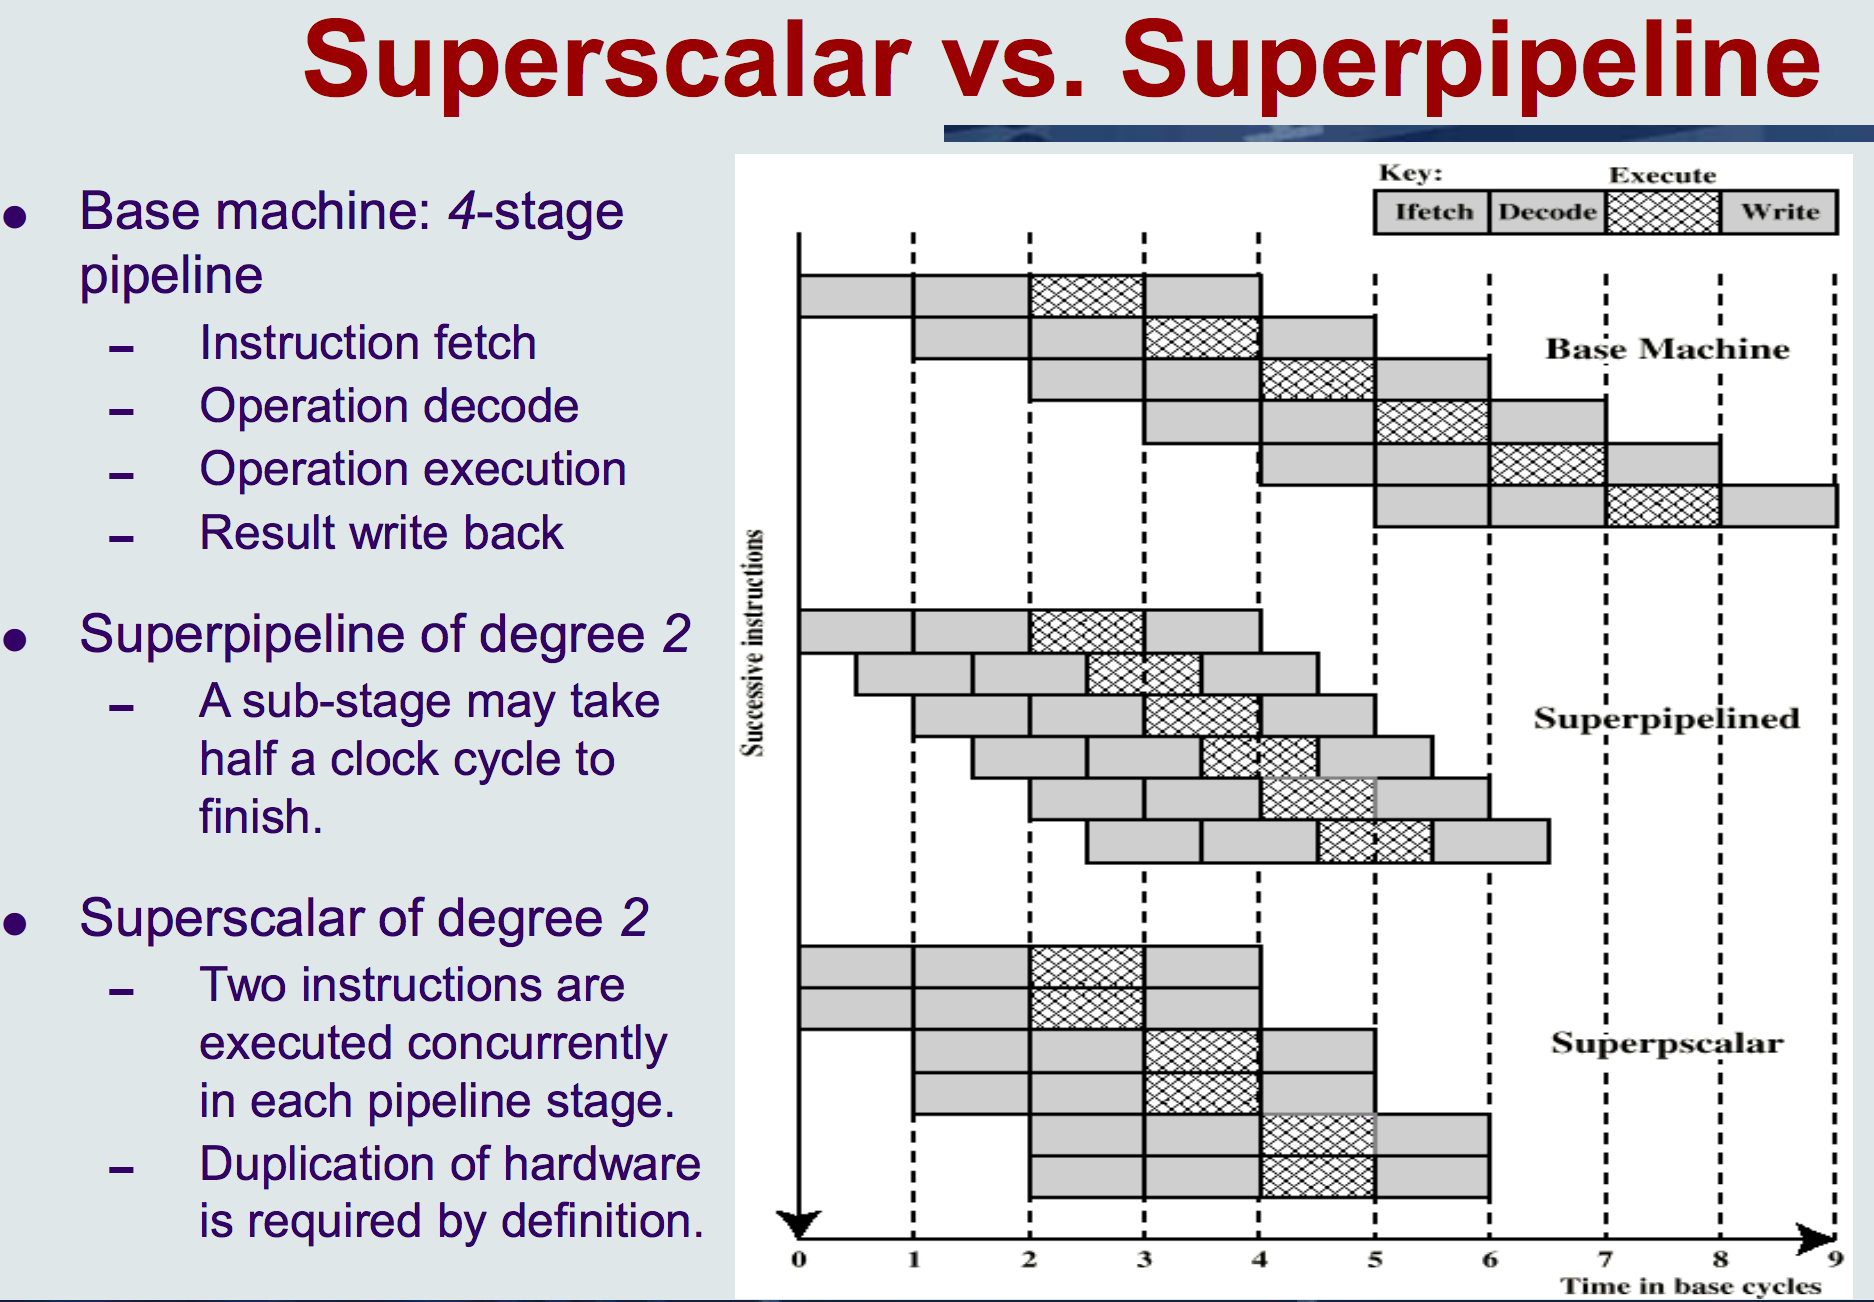 Superscalar vs. Superpipeline
● Base machine: 4-stage
pipeline
– Instruction fetch
– Operation decode
– Operation execution
– Result write back
● Superpipeline of degree 2
– A sub-stage may take
half a clock cycle to
finish.
● Superscalar of degree 2
– Two instructions are
executed concurrently
in each pipeline stage.
– Duplication of hardware
is required by definition.
Key:
Execute
Ifetch Decode Write
Base Machine
Successive instructions
Superpipelined
Superpscalar
0 1 2 3 4 5 6 7 8 9
Time in base cycles